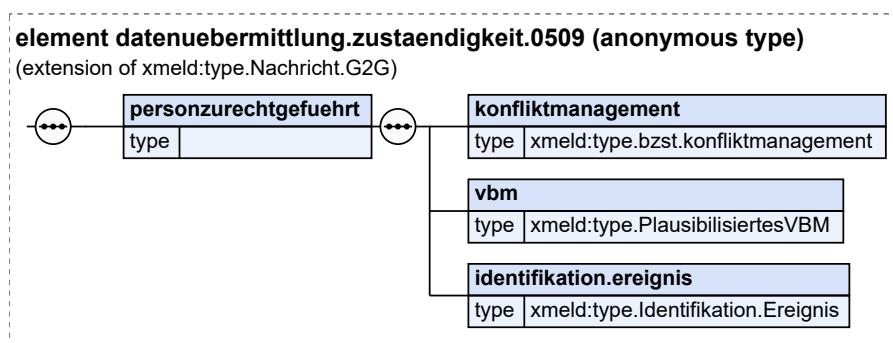 element datenuebermittlung.zustaendigkeit.0509 (anonymous type)
(extension of xmeld:type.Nachricht.G2G)
personzurechtgefuehrt
type
konfliktmanagement
type xmeld:type.bzst.konfliktmanagement
vbm
type xmeld:type.PlausibilisiertesVBM
identifikation.ereignis
type xmeld:type.Identifikation.Ereignis